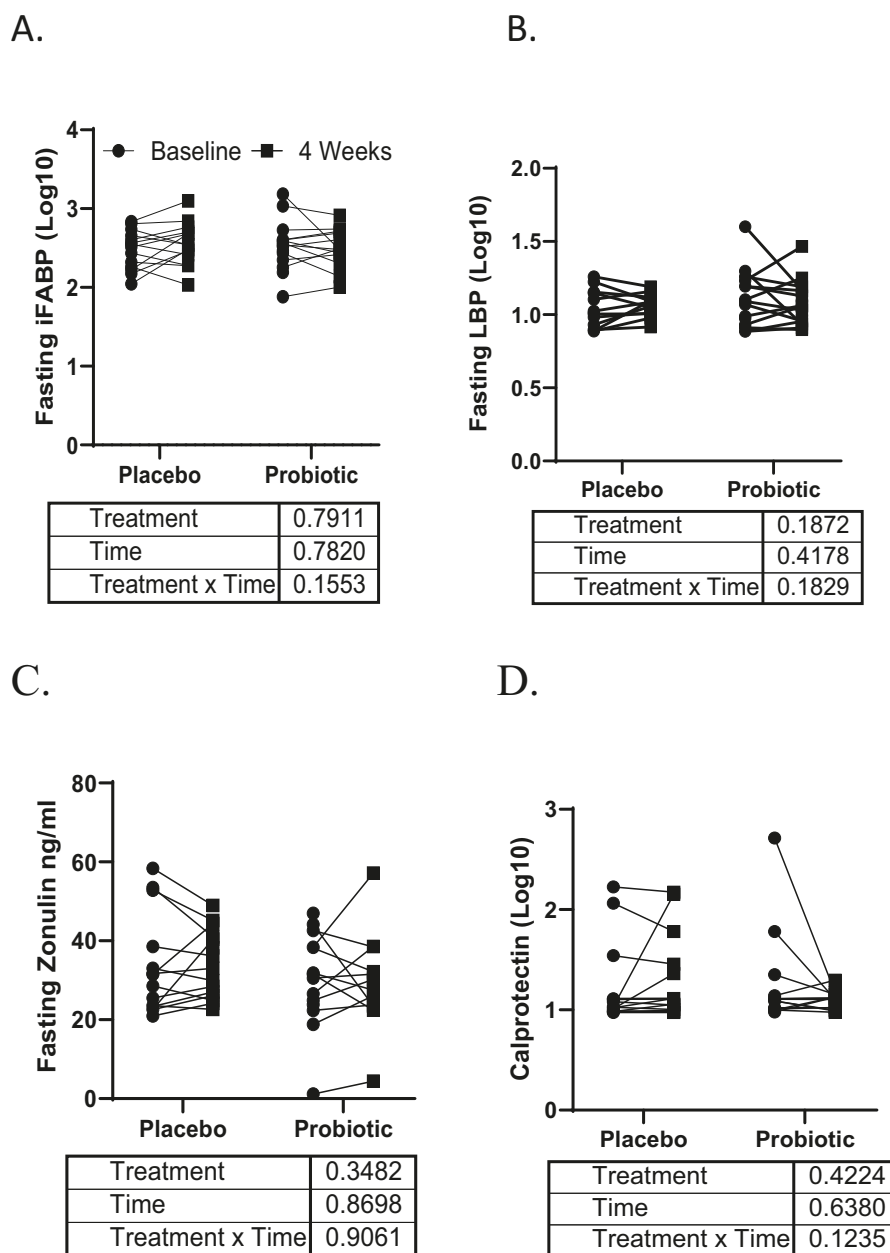 A.
B.
4
3
2
1
0
Fasting iFABP (Log10)
Baseline 4 Weeks
Placebo Probiotic
Treatment 0.7911
Time 0.7820
Treatment x Time 0.1553
2.0
1.5
1.0
0.5
0.0
Fasting LBP (Log10)
Placebo Probiotic
Treatment 0.1872
Time 0.4178
Treatment x Time 0.1829
C.
D.
80
60
40
20
0
Fasting Zonulin ng/ml
Placebo Probiotic
Treatment 0.3482
Time 0.8698
Treatment x Time 0.9061
3
2
1
0
Calprotectin (Log10)
Placebo Probiotic
Treatment 0.4224
Time 0.6380
Treatment x Time 0.1235